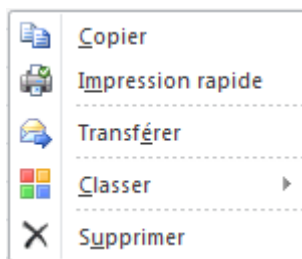 Copier
Impression rapide
Transférer
Classer
Supprimer